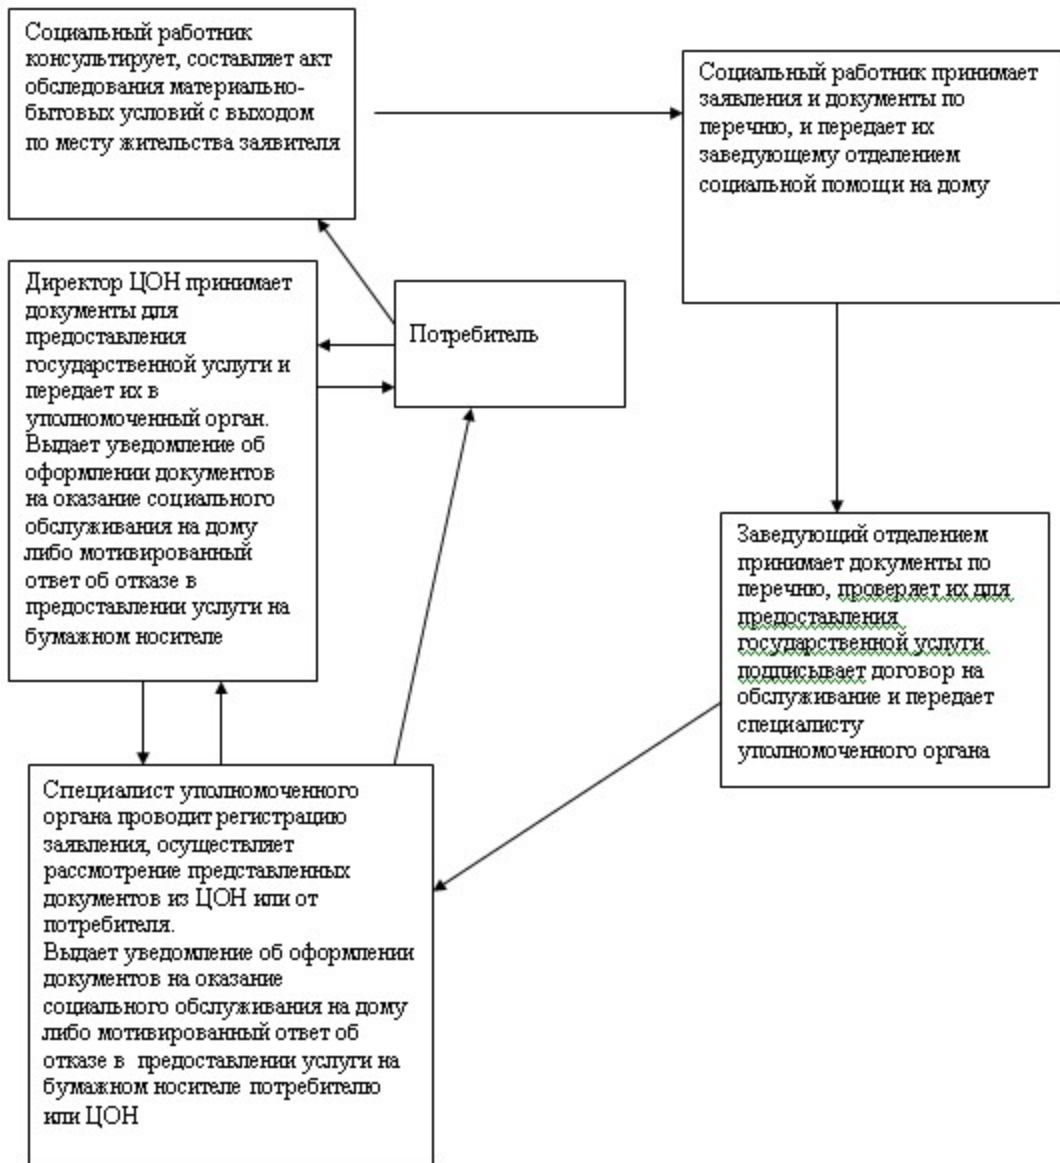 Социальный работник
консультирует, составляет акт
обследования материально-
бытовых условий с выходом
по месту жительства заявителя
Социальный работник принимает
заявления и документы по
перечню, и передает их
заведующему отделением
социальной помощи на дому
Директор ЦОН принимает
документы для
предоставления
государственной услуги и
передает их в
уполномоченный орган.
Выдает уведомление об
оформлении документов
на оказание социального
обслуживания на дому
либо мотивированный
ответ об отказе в
предоставлении услуги на
бумажном носителе
Потребитель
Заведующий отделением
принимает документы по
перечню, проверяет их для
предоставления
государственной услуги
подписывает договор на
обслуживание и передает
специалисту
уполномоченного органа
Специалист уполномоченного
органа проводит регистрацию
заявления, осуществляет
рассмотрение представленных
документов из ЦОН или от
потребителя.
Выдает уведомление об оформлении
документов на оказание
социального обслуживания на дому
либо мотивированный ответ об
отказе в предоставлении услуги на
бумажном носителе потребителю
или ЦОН